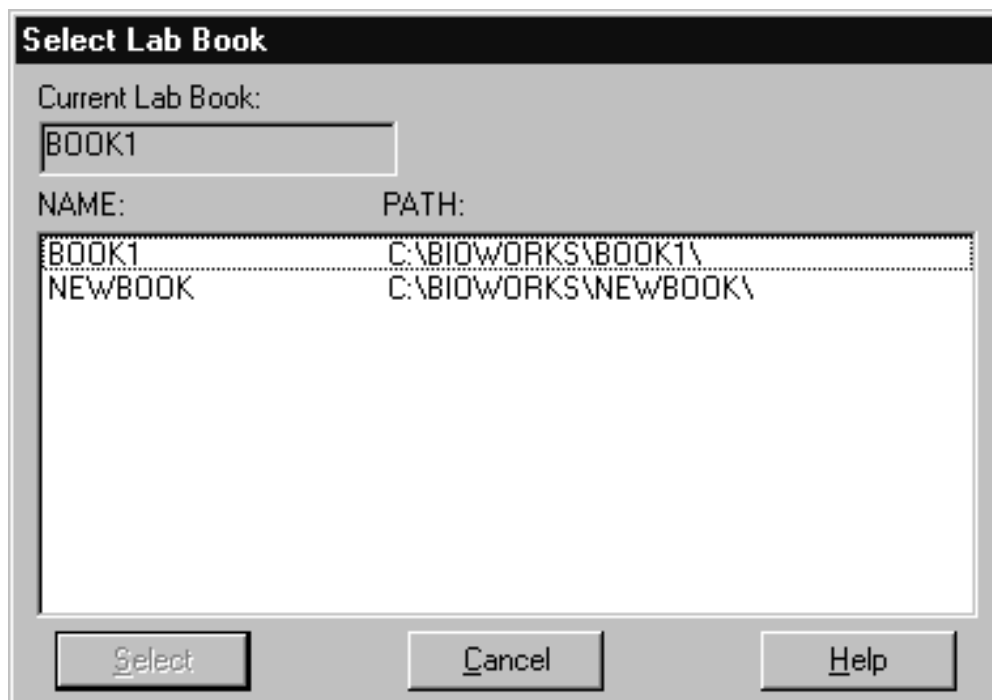 Select Lab Book
Current Lab Book:
BOOK1
NAME: PATH:
BOOK1 C:\BIOWORKS\BOOK1\
NEWBOOK C:\BIOWORKS\NEWBOOK\
Select Cancel Help